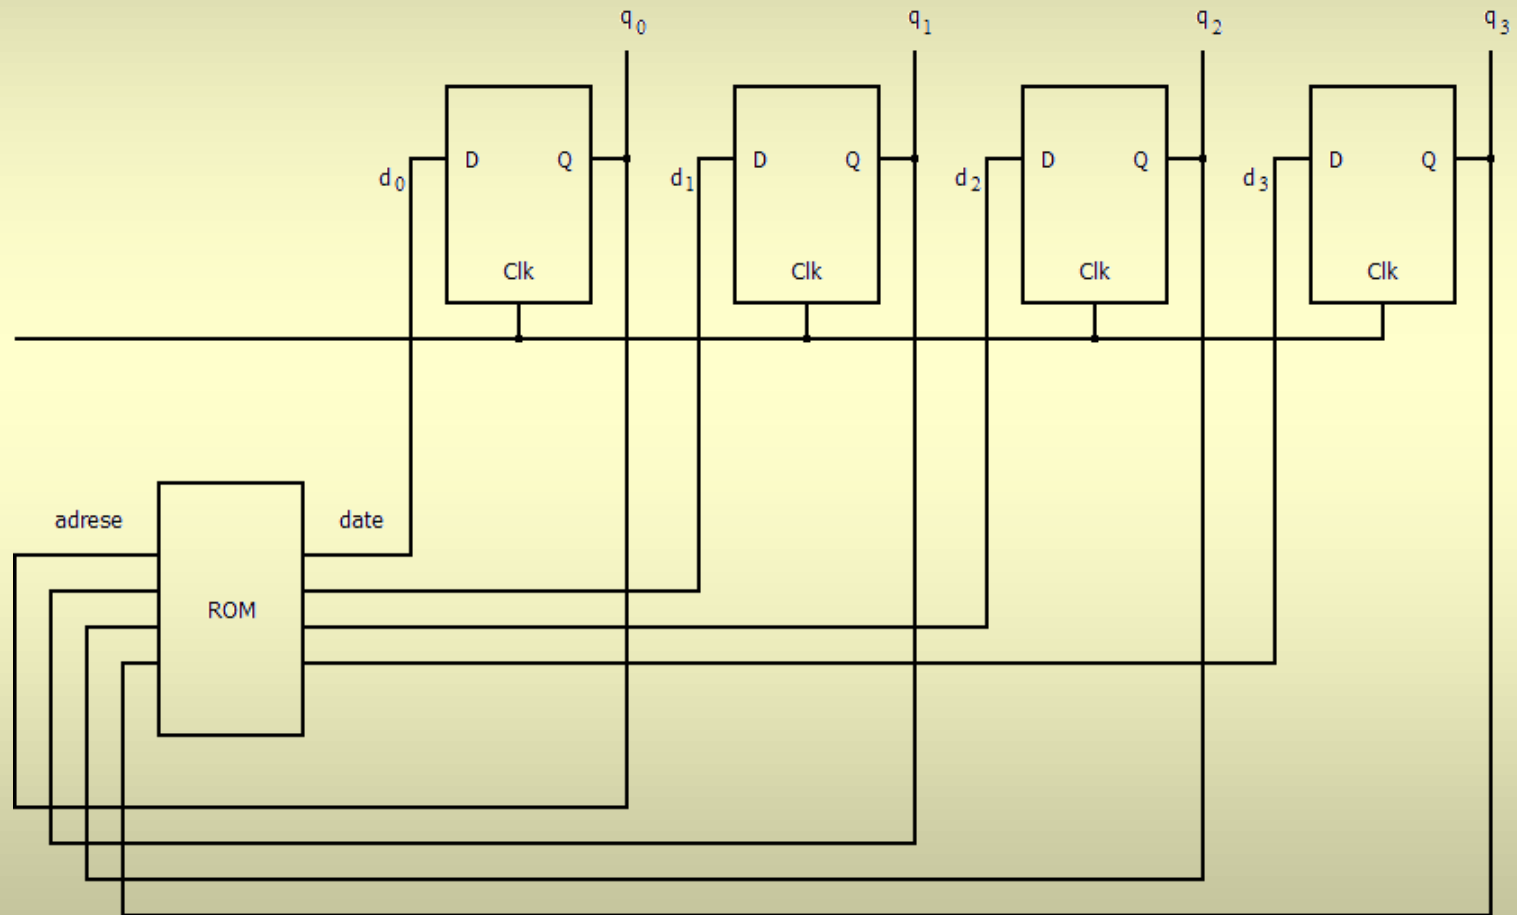 q0 q1 q2 q3
D Q D Q D Q D Q
d0 d1 d2 d3
Clk Clk Clk Clk
adrese date
ROM